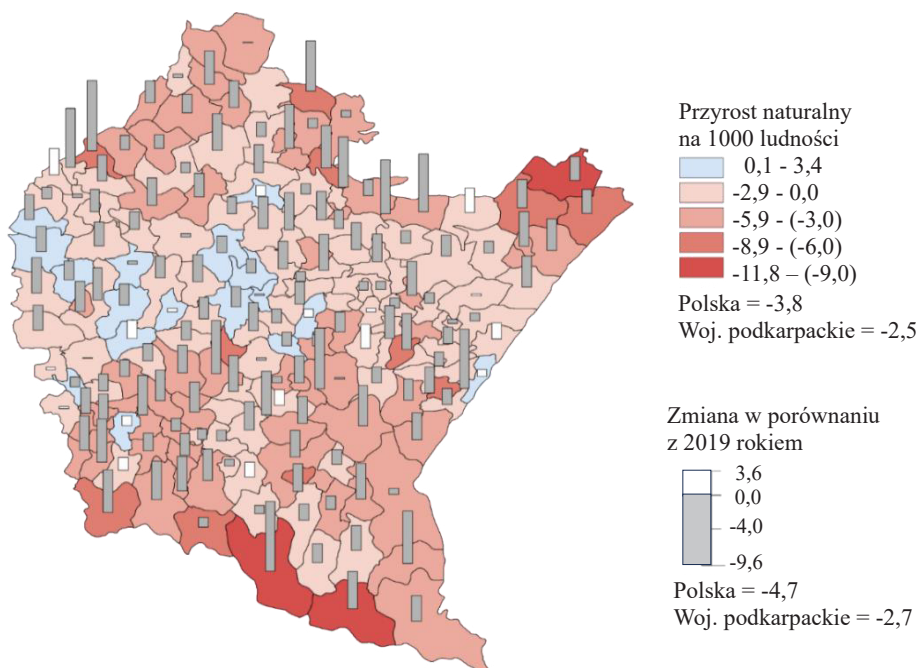 Przyrost naturalny
na 1000 ludności
0,1 - 3,4
-2,9 - 0,0
-5,9 - (-3,0)
-8,9 - (-6,0)
-11,8 – (-9,0)
Polska = -3,8
Woj. podkarpackie = -2,5
Zmiana w porównaniu
z 2019 rokiem
3,6
0,0
-4,0
-9,6
Polska = -4,7
Woj. podkarpackie = -2,7